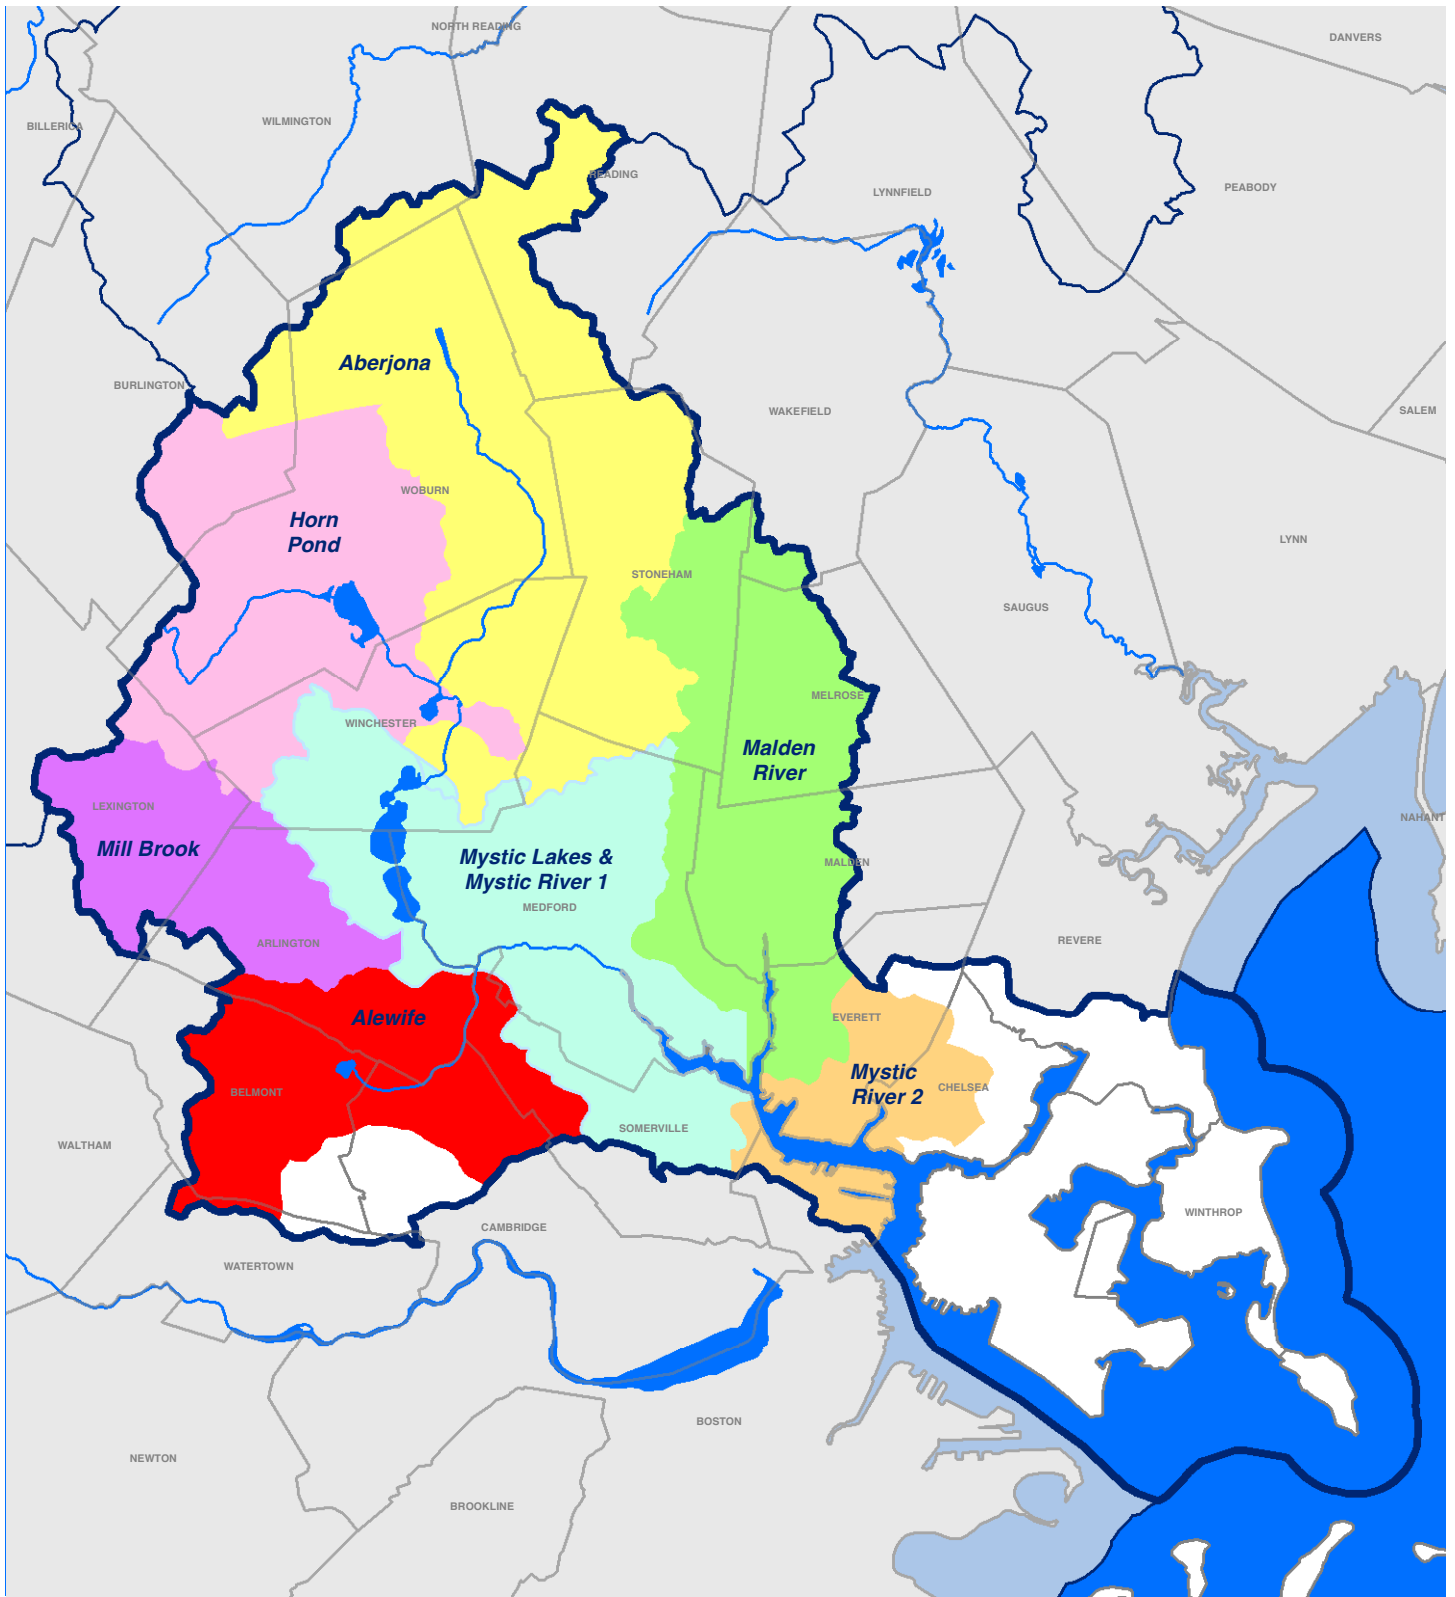 NORTH READING
DANVERS
WILMINGTON
BILLERICA
READING
LYNNFIELD
PEABODY
Aberjona
BURLINGTON
WAKEFIELD
SALEM
WOBURN
Horn
Pond
LYNN
STONEHAM
SAUGUS
MELROSE
WINCHESTER
Malden
River
LEXINGTON
NAHANT
Mill Brook
Mystic Lakes &
Mystic River 1
MALDEN
MEDFORD
ARLINGTON
REVERE
Alewife
EVERETT
Mystic
River 2
CHELSEA
BELMONT
SOMERVILLE
WALTHAM
WINTHROP
CAMBRIDGE
WATERTOWN
BOSTON
NEWTON
BROOKLINE